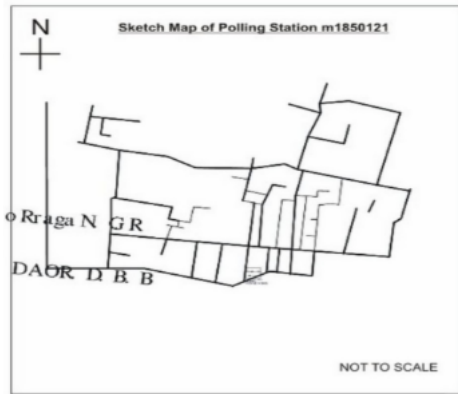 Sketch Map of Polling Station m1850121
N
o Rraga N G R
DAOR. D. B. B
NOT TO SCALE